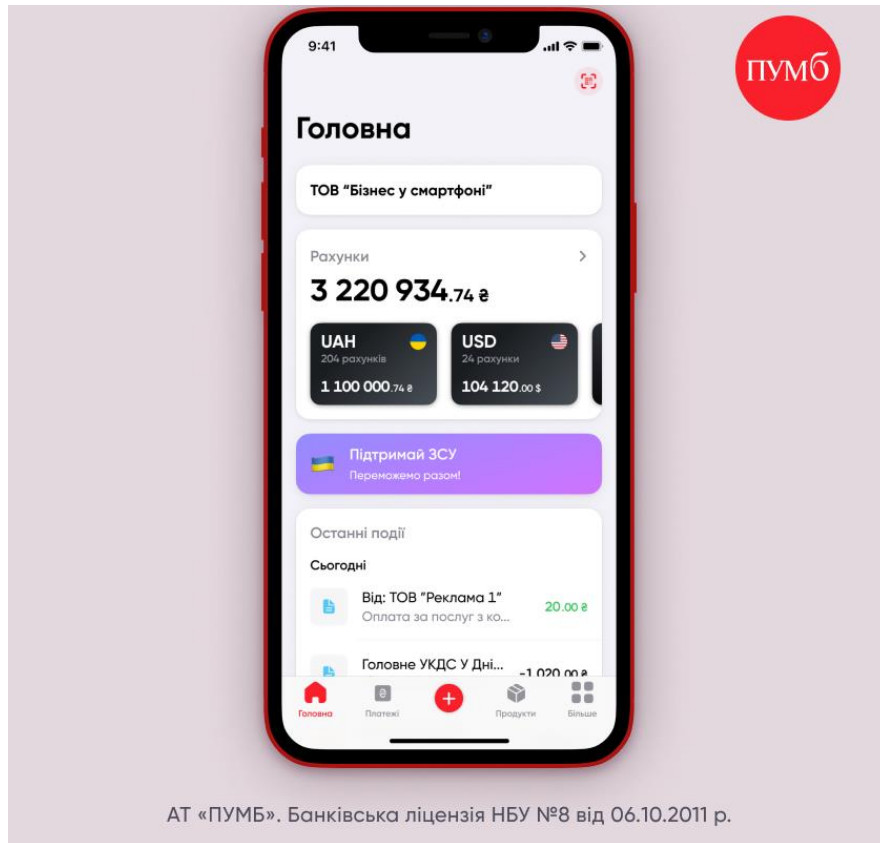 9:41
ПУМБ
Головна
ТОВ "Бізнес у смартфоні"
Рахунки
3 220 934.74 ₴
UAH
204 рахунків
1 100 000.74 ₴
USD
24 рахунки
104 120.00 $
Підтримай ЗСУ
Переможемо разом!
Останні події
Сьогодні
Від: ТОВ "Реклама 1"
Оплата за послуг з ко...
20.00 ₴
Головне УКДС У Дні...
-1 020.00 ₴
Головна
Платежі
Продукти
Більше
АТ «ПУМБ». Банківська ліцензія НБУ №8 від 06.10.2011 р.